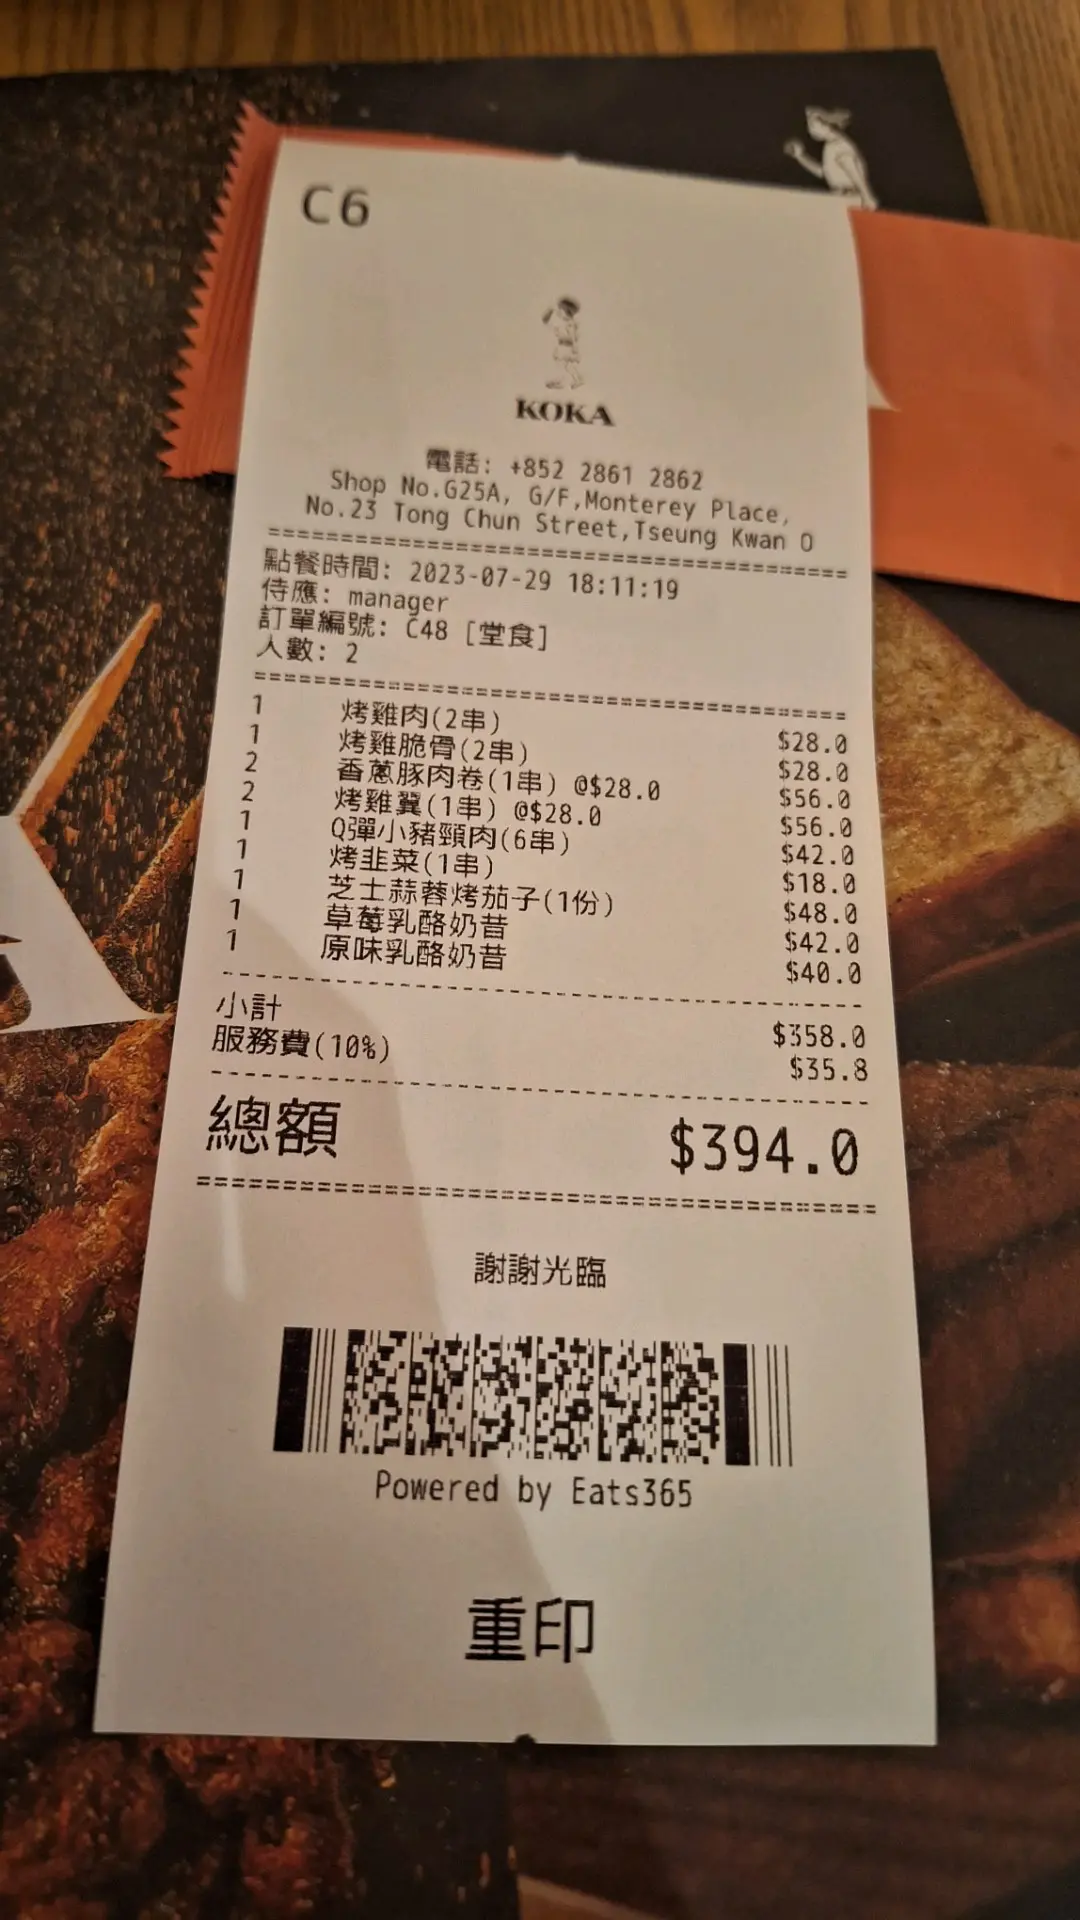 C6
KOKA
電話: +852 2861 2862
Shop No.G25A, G/F,Monterey Place,
No.23 Tong Chun Street,Tseung Kwan O
點餐時間: 2023-07-29 18:11:19
侍應: manager
訂單編號: C48 [堂食]
人數: 2
1 烤雞肉(2串) $28.0
1 烤雞脆骨(2串) $28.0
2 香蔥豚肉卷(1串) @$28.0 $56.0
2 烤雞翼(1串) @$28.0 $56.0
1 Q彈小豬頸肉(6串) $42.0
1 烤韭菜(1串) $18.0
1 芝士蒜蓉烤茄子(1份) $48.0
1 草莓乳酪奶昔 $42.0
1 原味乳酪奶昔 $40.0
小計 $358.0
服務費(10%) $35.8
總額 $394.0
謝謝光臨
Powered by Eats365
重印